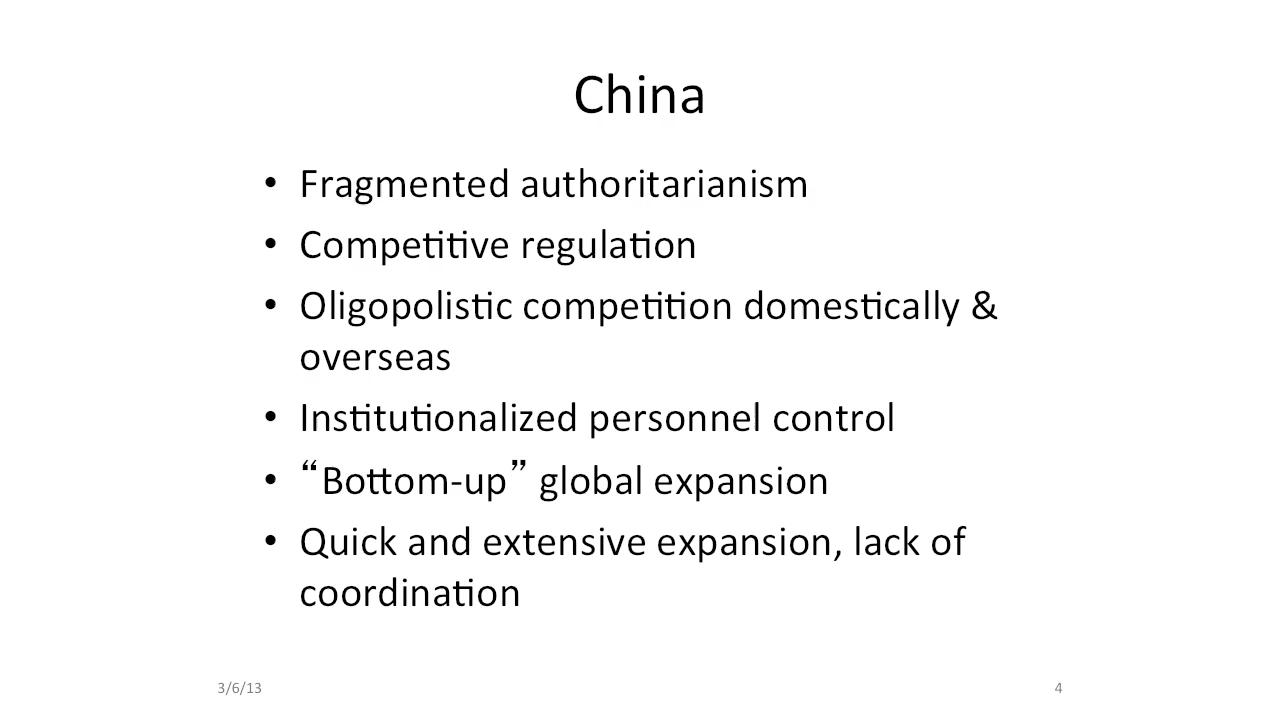 China
• Fragmented authoritarianism
• Competitive regulation
• Oligopolistic competition domestically &
overseas
• Institutionalized personnel control
• “Bottom-up” global expansion
• Quick and extensive expansion, lack of
coordination
3/6/13
4